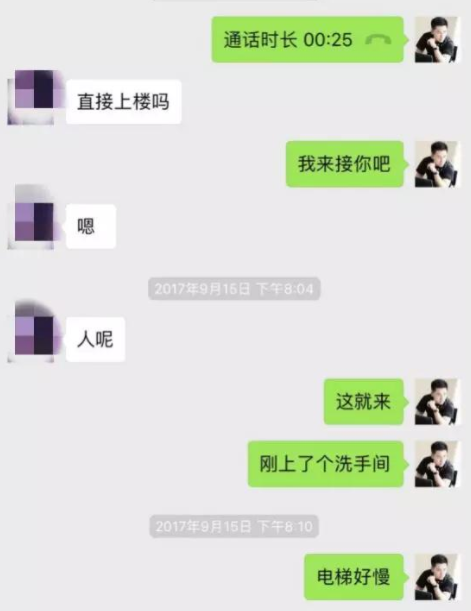 通话时长 00:25
直接上楼吗
我来接你吧
嗯
2017年9月15日 下午8:04
人呢
这就来
刚上了个洗手间
2017年9月15日 下午8:10
电梯好慢